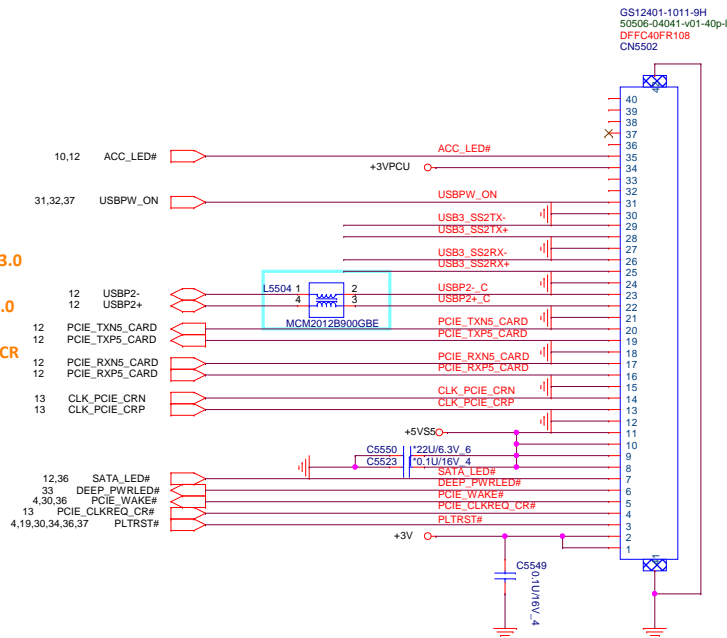 GS12401-1011-9H
50506-04041-v01-40p-l
DFFC40FR108
CN5502
40
39
38
37
36
10,12 ACC_LED# ACC_LED# 35
+3VPCU 34
33
32
31,32,37 USBPW_ON USBPW_ON 31
30
USB3_SS2TX- 29
USB3_SS2TX+ 28
27
3.0 USB3_SS2RX- 26
USB3_SS2RX+ 25
24
12 USBP2- L5504 1 2 USBP2-_C 23
.0 12 USBP2+ 4 3 USBP2+_C 22
MCM2012B900GBE 21
12 PCIE_TXN5_CARD PCIE_TXN5_CARD 20
12 PCIE_TXP5_CARD PCIE_TXP5_CARD 19
CR 18
12 PCIE_RXN5_CARD PCIE_RXN5_CARD 17
12 PCIE_RXP5_CARD PCIE_RXP5_CARD 16
15
13 CLK_PCIE_CRN CLK_PCIE_CRN 14
13 CLK_PCIE_CRP CLK_PCIE_CRP 13
12
+5VS5 11
10
C5550 *22U/6.3V_6 9
C5523 *0.1U/16V_4 8
12,36 SATA_LED# SATA_LED# 7
33 DEEP_PWRLED# DEEP_PWRLED# 6
4,30,36 PCIE_WAKE# PCIE_WAKE# 5
13 PCIE_CLKREQ_CR# PCIE_CLKREQ_CR# 4
4,19,30,34,36,37 PLTRST# PLTRST# 3
+3V 2
1
C5549
0.1U/16V_4